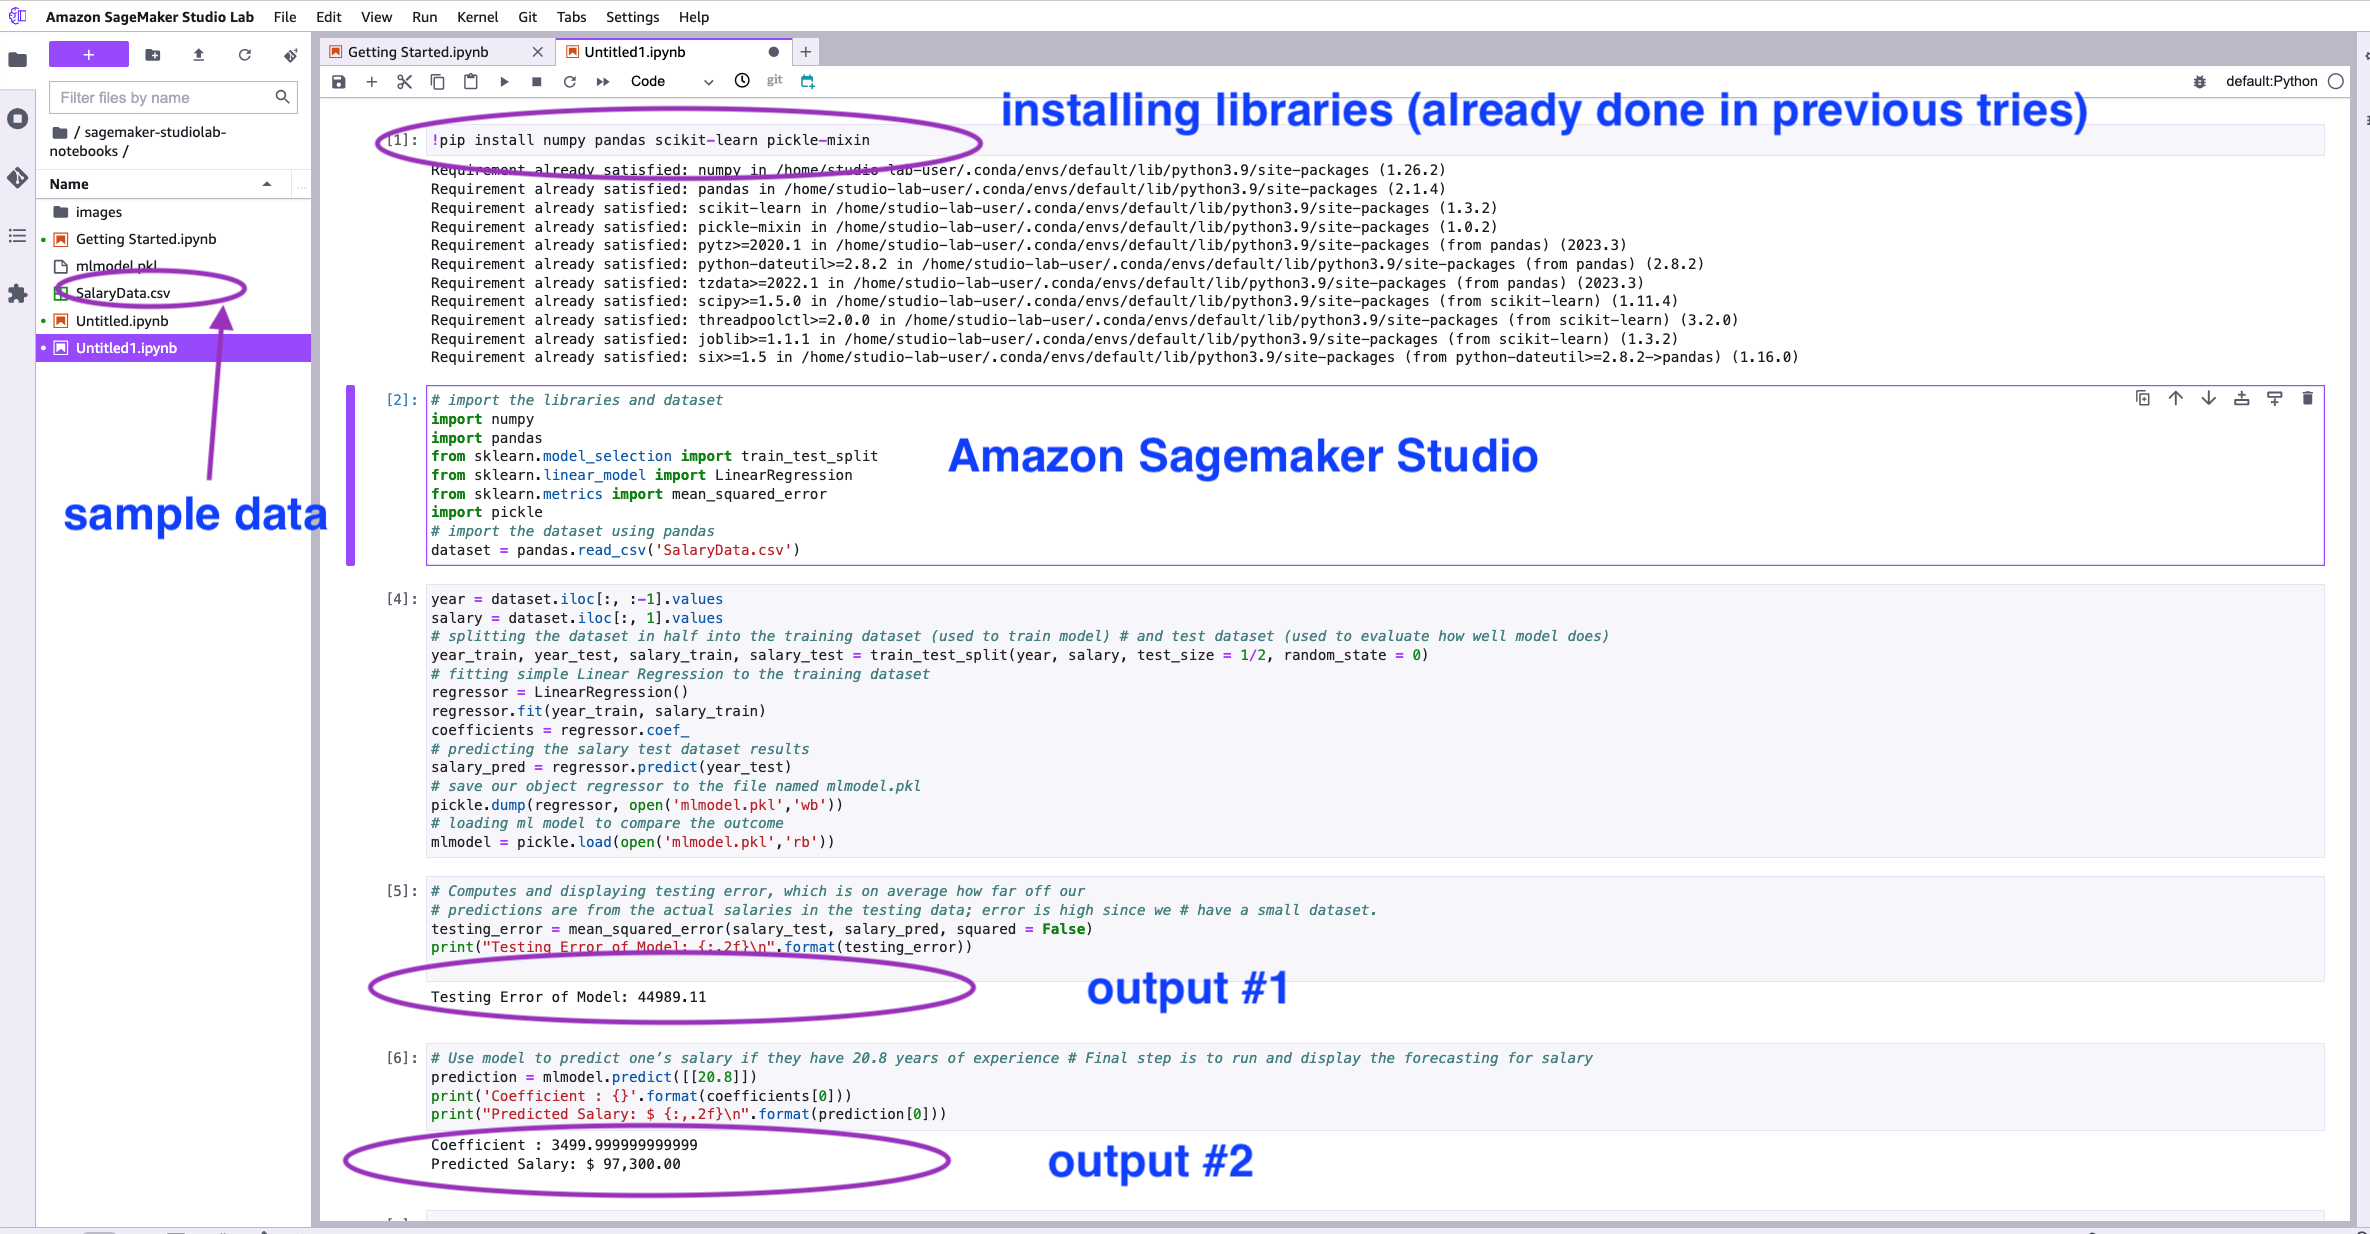 Amazon SageMaker Studio Lab File Edit View Run Kernel Git Tabs Settings Help
+
Filter files by name
/ sagemaker-studiolab-
notebooks /
Name
...
images
Getting Started.ipynb
mlmodel.pkl
SalaryData.csv
Untitled.ipynb
Untitled1.ipynb
sample data
Getting Started.ipynb
Untitled1.ipynb
Code
git
default:Python
installing libraries (already done in previous tries)
[1]: !pip install numpy pandas scikit-learn pickle-mixin
Requirement already satisfied: numpy in /home/studio-lab-user/.conda/envs/default/lib/python3.9/site-packages (1.26.2)
Requirement already satisfied: pandas in /home/studio-lab-user/.conda/envs/default/lib/python3.9/site-packages (2.1.4)
Requirement already satisfied: scikit-learn in /home/studio-lab-user/.conda/envs/default/lib/python3.9/site-packages (1.3.2)
Requirement already satisfied: pickle-mixin in /home/studio-lab-user/.conda/envs/default/lib/python3.9/site-packages (1.0.2)
Requirement already satisfied: pytz>=2020.1 in /home/studio-lab-user/.conda/envs/default/lib/python3.9/site-packages (from pandas) (2023.3)
Requirement already satisfied: python-dateutil>=2.8.2 in /home/studio-lab-user/.conda/envs/default/lib/python3.9/site-packages (from pandas) (2.8.2)
Requirement already satisfied: tzdata>=2022.1 in /home/studio-lab-user/.conda/envs/default/lib/python3.9/site-packages (from pandas) (2023.3)
Requirement already satisfied: scipy>=1.5.0 in /home/studio-lab-user/.conda/envs/default/lib/python3.9/site-packages (from scikit-learn) (1.11.4)
Requirement already satisfied: threadpoolctl>=2.0.0 in /home/studio-lab-user/.conda/envs/default/lib/python3.9/site-packages (from scikit-learn) (3.2.0)
Requirement already satisfied: joblib>=1.1.1 in /home/studio-lab-user/.conda/envs/default/lib/python3.9/site-packages (from scikit-learn) (1.3.2)
Requirement already satisfied: six>=1.5 in /home/studio-lab-user/.conda/envs/default/lib/python3.9/site-packages (from python-dateutil>=2.8.2->pandas) (1.16.0)
[2]: # import the libraries and dataset
import numpy
import pandas
from sklearn.model_selection import train_test_split
from sklearn.linear_model import LinearRegression
from sklearn.metrics import mean_squared_error
import pickle
# import the dataset using pandas
dataset = pandas.read_csv('SalaryData.csv')
Amazon Sagemaker Studio
[4]: year = dataset.iloc[:, :-1].values
salary = dataset.iloc[:, 1].values
# splitting the dataset in half into the training dataset (used to train model) # and test dataset (used to evaluate how well model does)
year_train, year_test, salary_train, salary_test = train_test_split(year, salary, test_size = 1/2, random_state = 0)
# fitting simple Linear Regression to the training dataset
regressor = LinearRegression()
regressor.fit(year_train, salary_train)
coefficients = regressor.coef_
# predicting the salary test dataset results
salary_pred = regressor.predict(year_test)
# save our object regressor to the file named mlmodel.pkl
pickle.dump(regressor, open('mlmodel.pkl','wb'))
# loading ml model to compare the outcome
mlmodel = pickle.load(open('mlmodel.pkl','rb'))
[5]: # Computes and displaying testing error, which is on average how far off our
# predictions are from the actual salaries in the testing data; error is high since we # have a small dataset.
testing_error = mean_squared_error(salary_test, salary_pred, squared = False)
print("Testing Error of Model: {:,.2f}\n".format(testing_error))
Testing Error of Model: 44989.11
output #1
[6]: # Use model to predict one’s salary if they have 20.8 years of experience # Final step is to run and display the forecasting for salary
prediction = mlmodel.predict([[20.8]])
print('Coefficient : {}'.format(coefficients[0]))
print("Predicted Salary: $ {:,.2f}\n".format(prediction[0]))
Coefficient : 3499.999999999999
Predicted Salary: $ 97,300.00
output #2